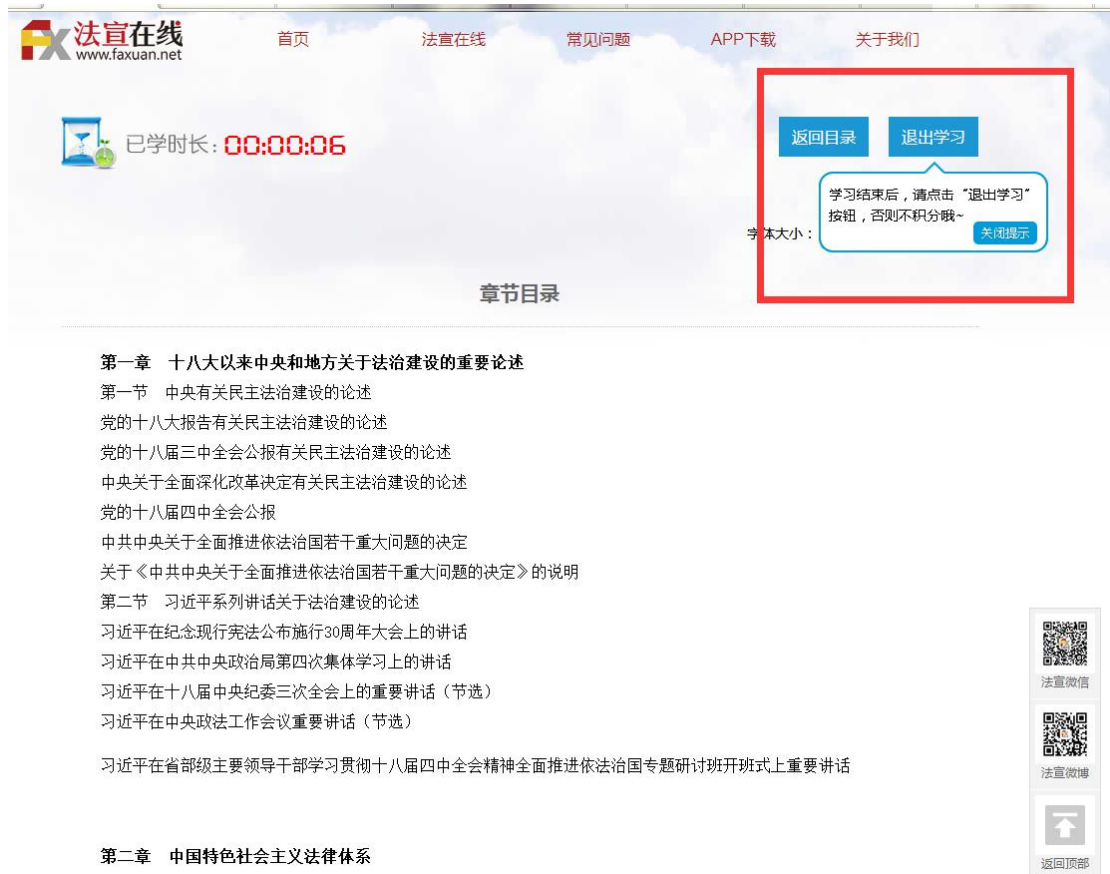 FX 法宣在线
www.faxuan.net
首页 法宣在线 常见问题 APP下载 关于我们
已学时长：00:00:06
返回目录 退出学习
学习结束后，请点击“退出学习”
按钮，否则不积分哦~
关闭提示
字体大小：
章节目录
第一章 十八大以来中央和地方关于法治建设的重要论述
第一节 中央有关民主法治建设的论述
党的十八大报告有关民主法治建设的论述
党的十八届三中全会公报有关民主法治建设的论述
中央关于全面深化改革决定有关民主法治建设的论述
党的十八届四中全会公报
中共中央关于全面推进依法治国若干重大问题的决定
关于《中共中央关于全面推进依法治国若干重大问题的决定》的说明
第二节 习近平系列讲话关于法治建设的论述
习近平在纪念现行宪法公布施行30周年大会上的讲话
习近平在中共中央政治局第四次集体学习上的讲话
习近平在十八届中央纪委三次全会上的重要讲话（节选）
习近平在中央政法工作会议重要讲话（节选）
习近平在省部级主要领导干部学习贯彻十八届四中全会精神全面推进依法治国专题研讨班开班式上重要讲话
第二章 中国特色社会主义法律体系
法宣微信
法宣微博
返回顶部